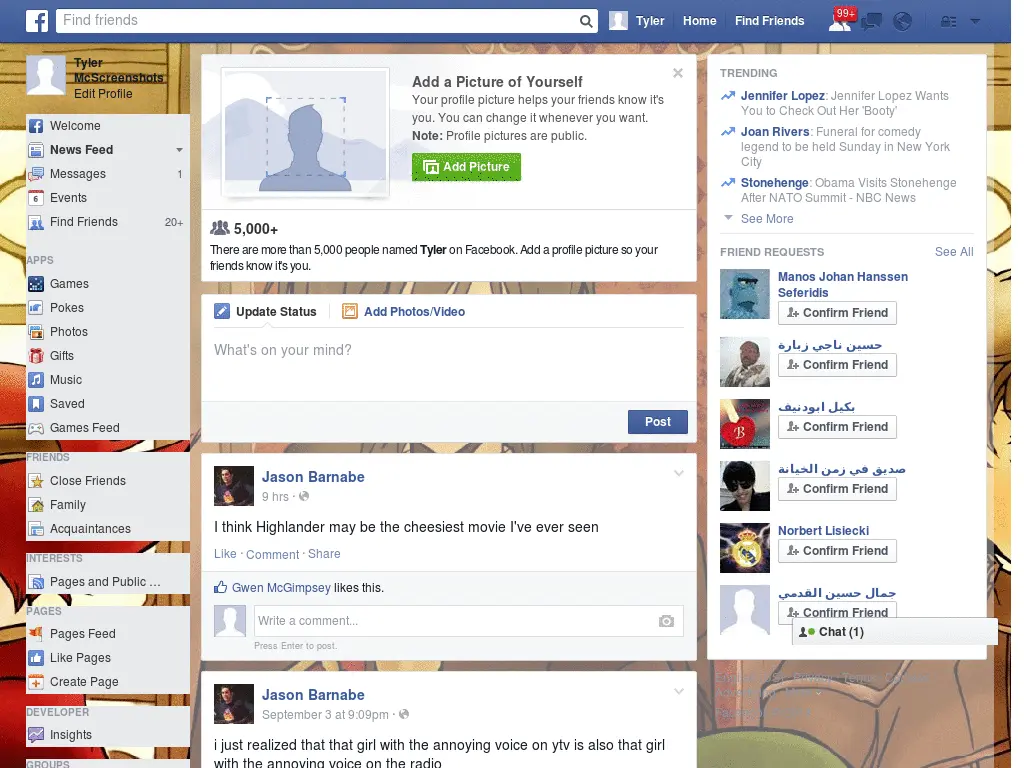 Find friends
Tyler
Home
Find Friends
99+
Tyler
McScreenshots
Edit Profile
Welcome
News Feed
Messages 1
Events
Find Friends 20+
APPS
Games
Pokes
Photos
Gifts
Music
Saved
Games Feed
FRIENDS
Close Friends
Family
Acquaintances
INTERESTS
Pages and Public ...
PAGES
Pages Feed
Like Pages
Create Page
DEVELOPER
Insights
GROUPS
Add a Picture of Yourself
Your profile picture helps your friends know it's
you. You can change it whenever you want.
Note: Profile pictures are public.
Add Picture
5,000+
There are more than 5,000 people named Tyler on Facebook. Add a profile picture so your
friends know it's you.
Update Status
Add Photos/Video
What's on your mind?
Post
Jason Barnabe
9 hrs ·
I think Highlander may be the cheesiest movie I've ever seen
Like · Comment · Share
Gwen McGimpsey likes this.
Write a comment...
Press Enter to post.
Jason Barnabe
September 3 at 9:09pm ·
i just realized that that girl with the annoying voice on ytv is also that girl
with the annoying voice on the radio
TRENDING
Jennifer Lopez: Jennifer Lopez Wants
You to Check Out Her 'Booty'
Joan Rivers: Funeral for comedy
legend to be held Sunday in New York
City
Stonehenge: Obama Visits Stonehenge
After NATO Summit - NBC News
See More
FRIEND REQUESTS See All
Manos Johan Hanssen
Seferidis
Confirm Friend
حسين ناجي زبارة
Confirm Friend
بكيل ابودنيف
Confirm Friend
صديق في زمن الخيانة
Confirm Friend
Norbert Lisiecki
Confirm Friend
جمال حسين القدمي
Confirm Friend
Chat (1)